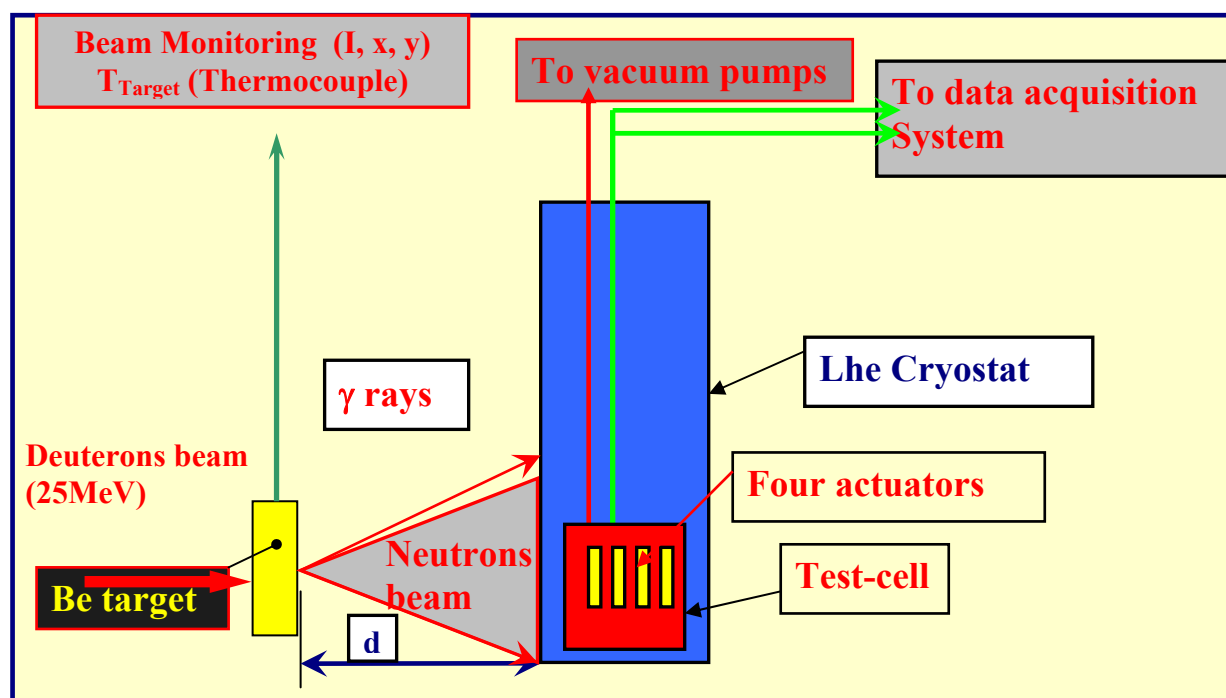 Beam Monitoring (I, x, y)
T_Target (Thermocouple)
To vacuum pumps
To data acquisition
System
γ rays
Lhe Cryostat
Deuterons beam
(25MeV)
Four actuators
Neutrons
beam
Test-cell
Be target
d